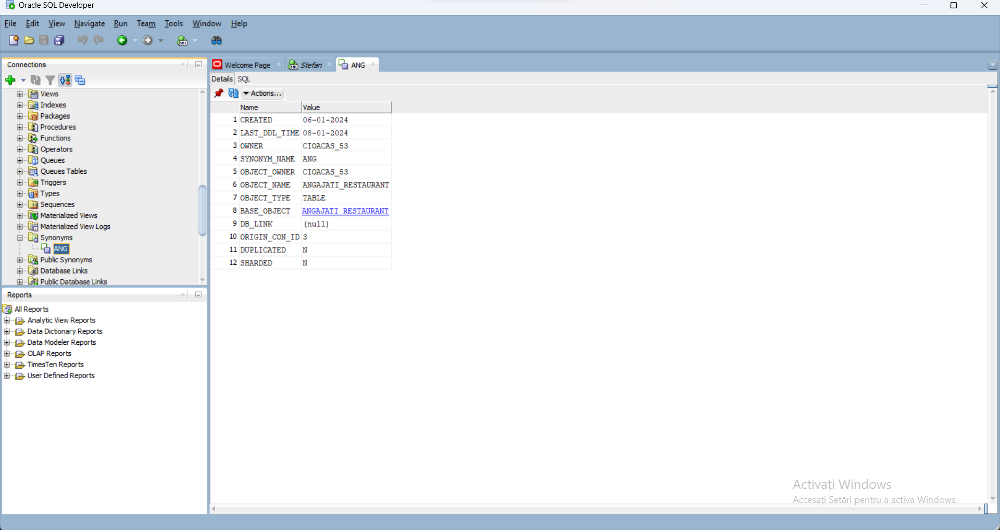 Oracle SQL Developer
File Edit View Navigate Run Team Tools Window Help
Connections
Views
Indexes
Packages
Procedures
Functions
Operators
Queues
Queues Tables
Triggers
Types
Sequences
Materialized Views
Materialized View Logs
Synonyms
ANG
Public Synonyms
Database Links
Public Database Links
Reports
All Reports
Analytic View Reports
Data Dictionary Reports
Data Modeler Reports
OLAP Reports
TimesTen Reports
User Defined Reports
Welcome Page Stefan ANG
Details SQL
Actions...
Name Value
1 CREATED 06-01-2024
2 LAST_DDL_TIME 08-01-2024
3 OWNER CIOACAS_53
4 SYNONYM_NAME ANG
5 OBJECT_OWNER CIOACAS_53
6 OBJECT_NAME ANGAJATI_RESTAURANT
7 OBJECT_TYPE TABLE
8 BASE_OBJECT ANGAJATI_RESTAURANT
9 DB_LINK (null)
10 ORIGIN_CON_ID 3
11 DUPLICATED N
12 SHARDED N
Activați Windows
Accesați Setări pentru a activa Windows.